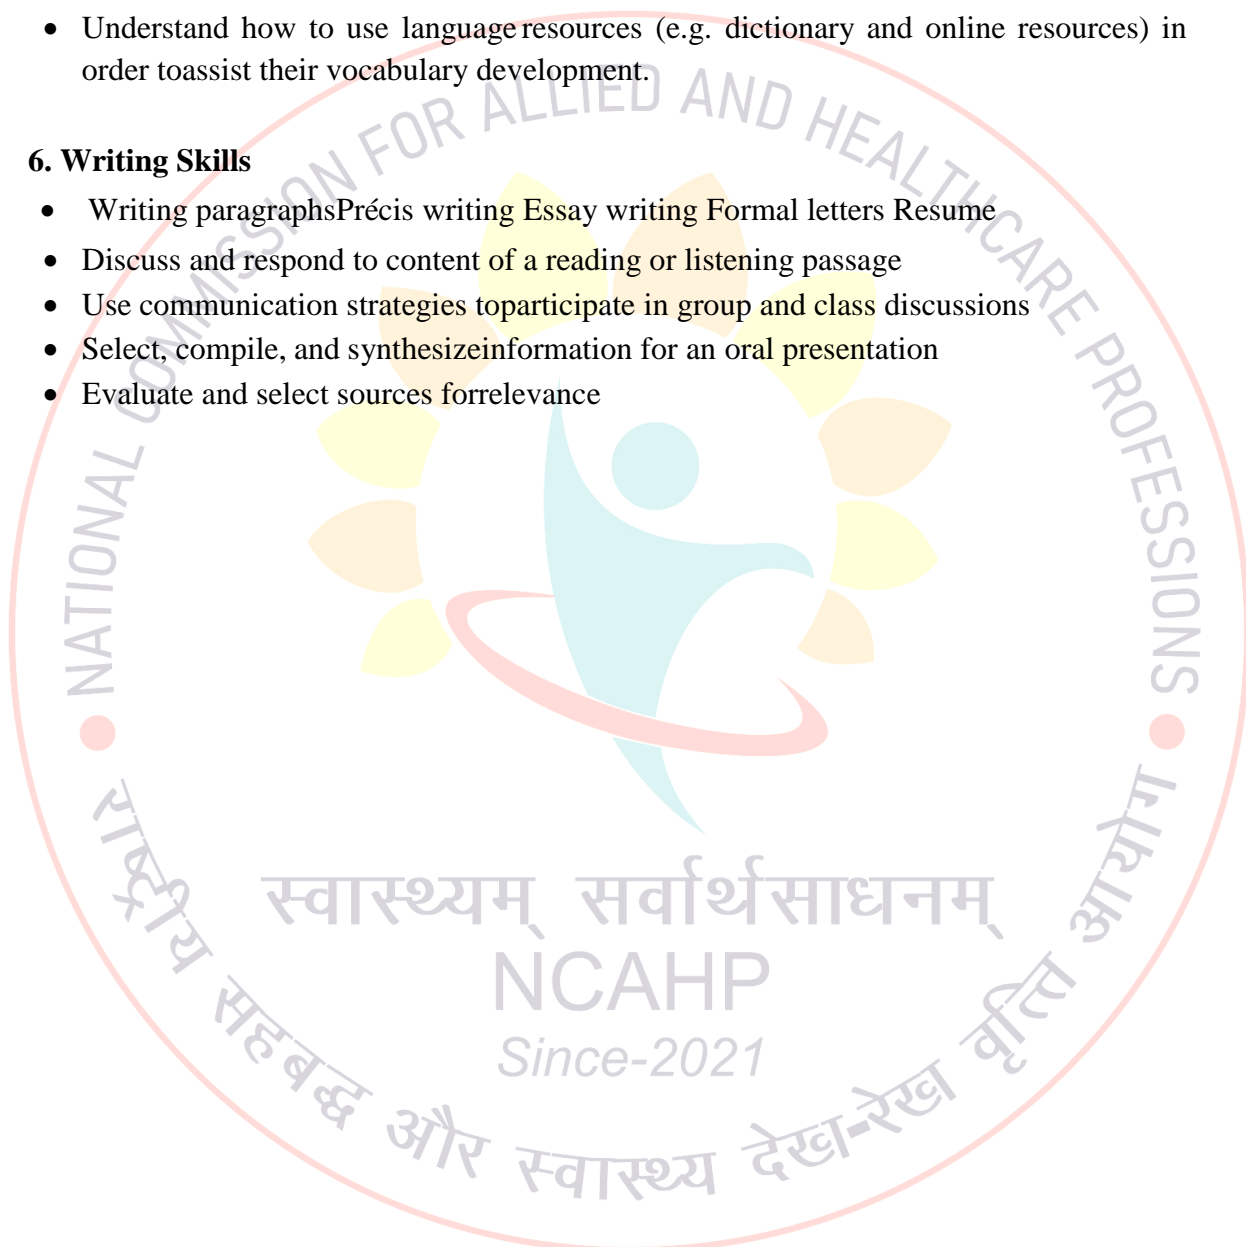 • Understand how to use language resources (e.g. dictionary and online resources) in
order toassist their vocabulary development.
6. Writing Skills
• Writing paragraphsPrécis writing Essay writing Formal letters Resume
• Discuss and respond to content of a reading or listening passage
• Use communication strategies toparticipate in group and class discussions
• Select, compile, and synthesizeinformation for an oral presentation
• Evaluate and select sources forrelevance
NATIONAL COMMISSION FOR ALLIED AND HEALTHCARE PROFESSIONS
स्वास्थ्यम् सर्वार्थसाधनम्
NCAHP
Since-2021
राष्ट्रीय सहबद्ध और स्वास्थ्य देख-रेख वृत्ति आयोग